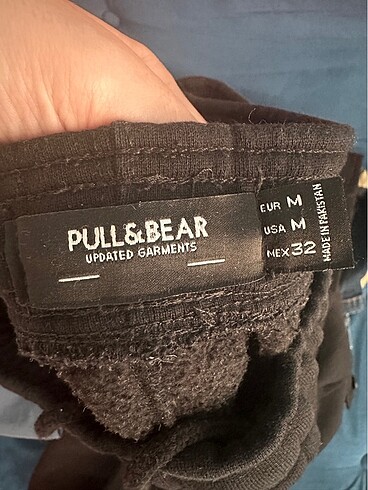 PULL&BEAR
UPDATED GARMENTS
EUR M
USA M
MEX 32
MADE IN PAKISTAN